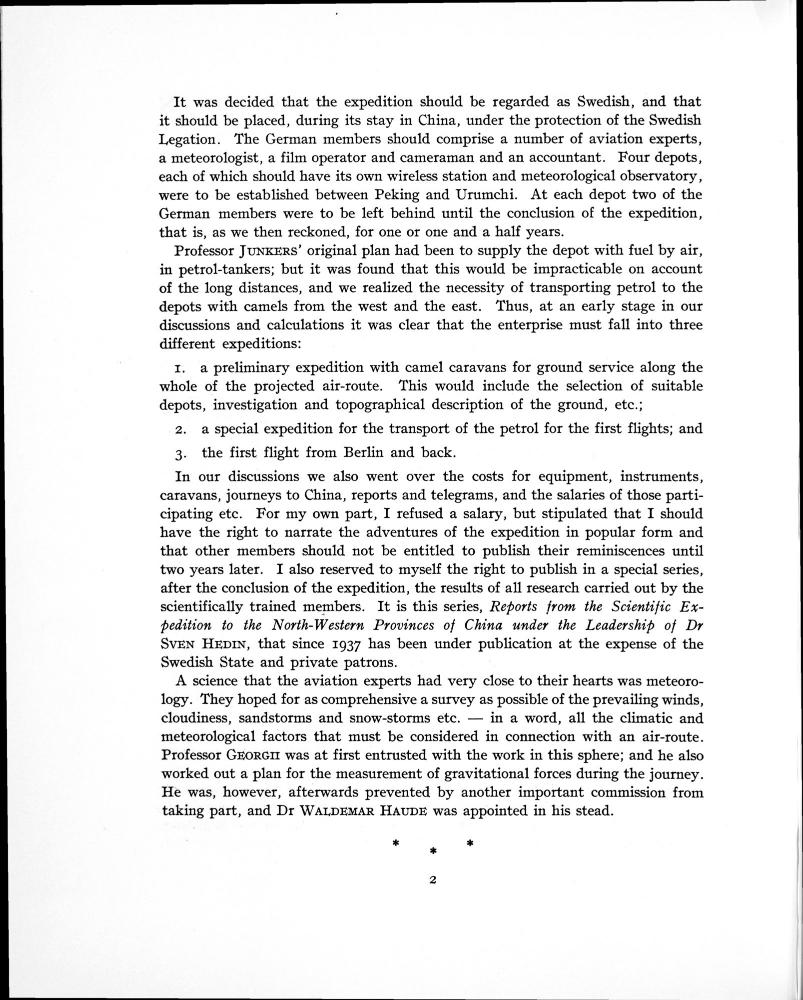 It was decided that the expedition should be regarded as Swedish, and that
it should be placed, during its stay in China, under the protection of the Swedish
Legation. The German members should comprise a number of aviation experts,
a meteorologist, a film operator and cameraman and an accountant. Four depots,
each of which should have its own wireless station and meteorological observatory,
were to be established between Peking and Urumchi. At each depot two of the
German members were to be left behind until the conclusion of the expedition,
that is, as we then reckoned, for one or one and a half years.
Professor JUNKERS' original plan had been to supply the depot with fuel by air,
in petrol-tankers; but it was found that this would be impracticable on account
of the long distances, and we realized the necessity of transporting petrol to the
depots with camels from the west and the east. Thus, at an early stage in our
discussions and calculations it was clear that the enterprise must fall into three
different expeditions:
1. a preliminary expedition with camel caravans for ground service along the
whole of the projected air-route. This would include the selection of suitable
depots, investigation and topographical description of the ground, etc.;
2. a special expedition for the transport of the petrol for the first flights; and
3. the first flight from Berlin and back.
In our discussions we also went over the costs for equipment, instruments,
caravans, journeys to China, reports and telegrams, and the salaries of those parti-
cipating etc. For my own part, I refused a salary, but stipulated that I should
have the right to narrate the adventures of the expedition in popular form and
that other members should not be entitled to publish their reminiscences until
two years later. I also reserved to myself the right to publish in a special series,
after the conclusion of the expedition, the results of all research carried out by the
scientifically trained members. It is this series, Reports from the Scientific Ex-
pedition to the North-Western Provinces of China under the Leadership of Dr
SVEN HEDIN, that since 1937 has been under publication at the expense of the
Swedish State and private patrons.
A science that the aviation experts had very close to their hearts was meteoro-
logy. They hoped for as comprehensive a survey as possible of the prevailing winds,
cloudiness, sandstorms and snow-storms etc. — in a word, all the climatic and
meteorological factors that must be considered in connection with an air-route.
Professor GEORGII was at first entrusted with the work in this sphere; and he also
worked out a plan for the measurement of gravitational forces during the journey.
He was, however, afterwards prevented by another important commission from
taking part, and Dr WALDEMAR HAUDE was appointed in his stead.
* * *
2